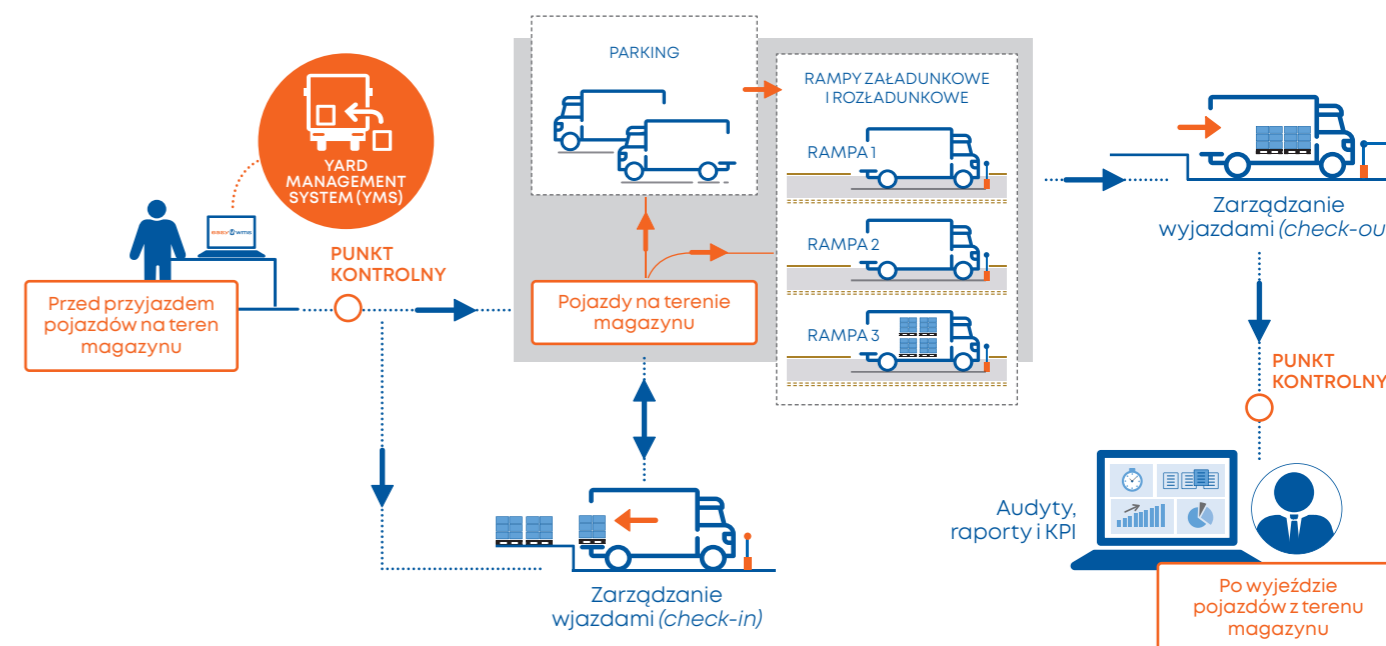 PARKING
RAMPY ZAŁADUNKOWE
I ROZŁADUNKOWE
RAMPA 1
RAMPA 2
RAMPA 3
YARD
MANAGEMENT
SYSTEM (YMS)
easy wms
PUNKT
KONTROLNY
Przed przyjazdem
pojazdów na teren
magazynu
Pojazdy na terenie
magazynu
Zarządzanie
wjazdami (check-in)
Zarządzanie
wyjazdami (check-ou
PUNKT
KONTROLNY
Audyty,
raporty i KPI
Po wyjeździe
pojazdów z terenu
magazynu